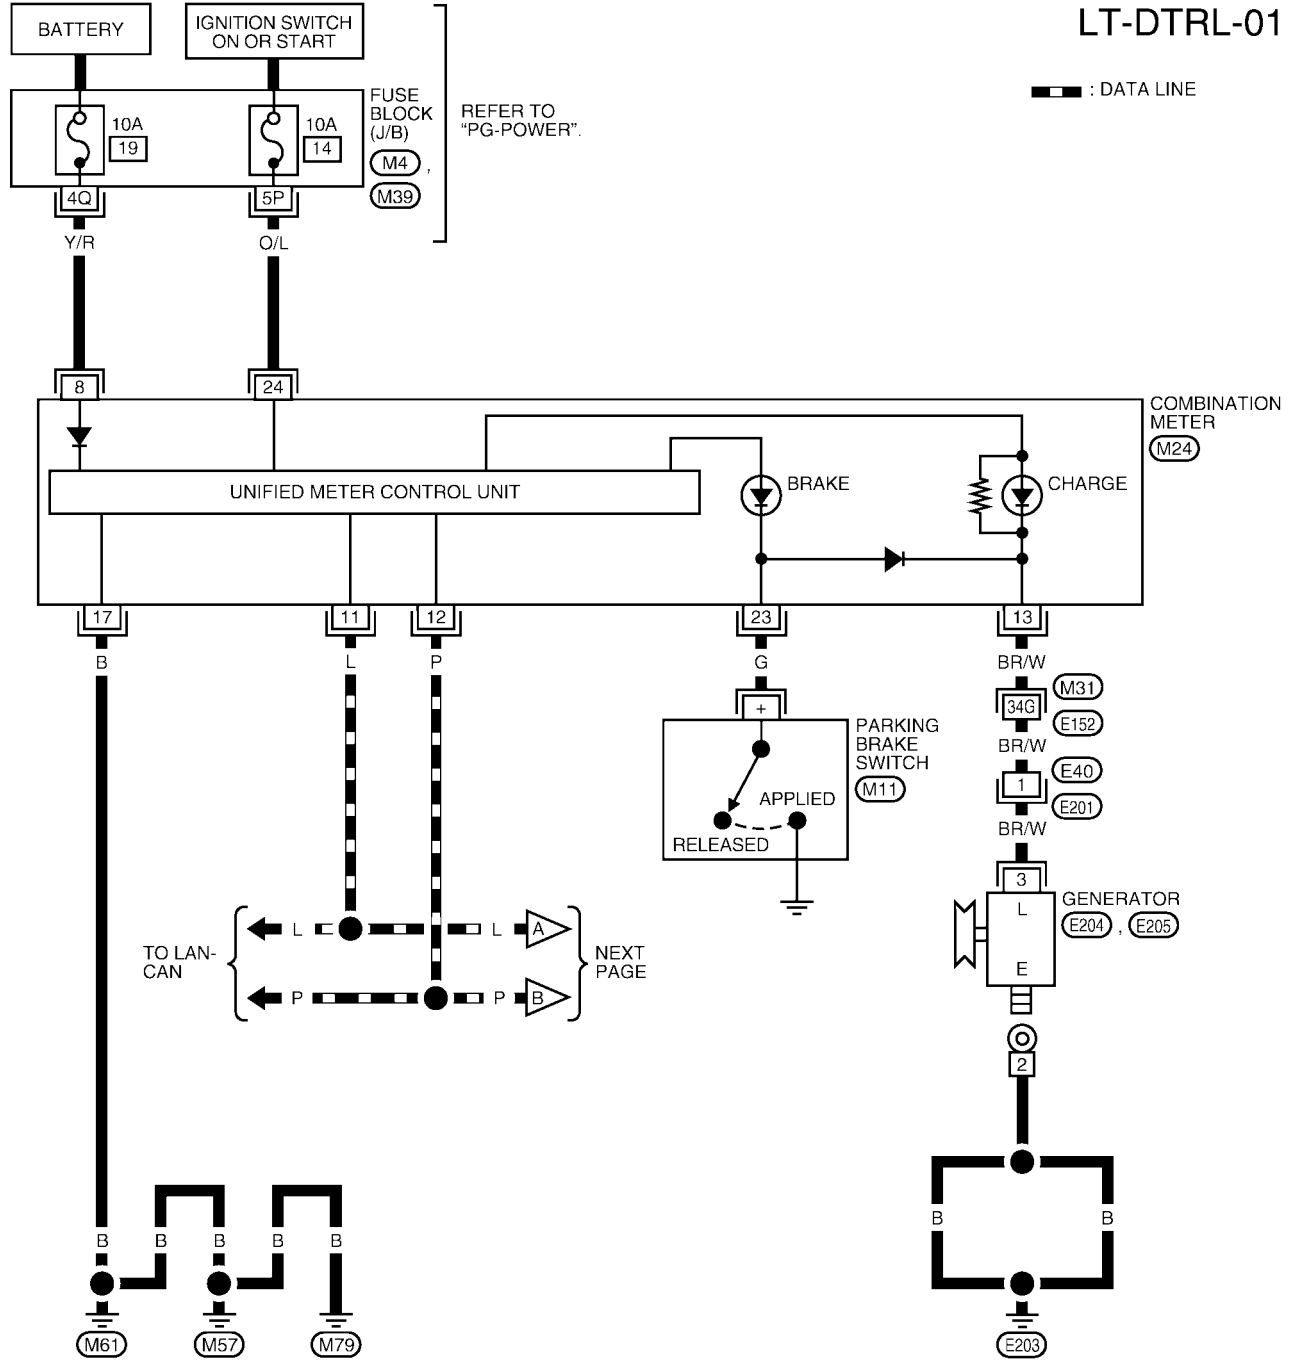 LT-DTRL-01
BATTERY
IGNITION SWITCH
ON OR START
: DATA LINE
10A
19
10A
14
FUSE
BLOCK
(J/B)
M4 ,
M39
REFER TO
“PG-POWER”.
4Q
5P
Y/R
O/L
8
24
COMBINATION
METER
M24
UNIFIED METER CONTROL UNIT
BRAKE
CHARGE
17
11
12
23
13
B
L
P
G
BR/W
M31
34G
E152
BR/W
E40
1
E201
BR/W
+
PARKING
BRAKE
SWITCH
M11
APPLIED
RELEASED
3
L
E
GENERATOR
E204 , E205
TO LAN-
CAN
L
L
A
P
P
B
NEXT
PAGE
2
B
B
B
B
B
B
B
M61
M57
M79
E203